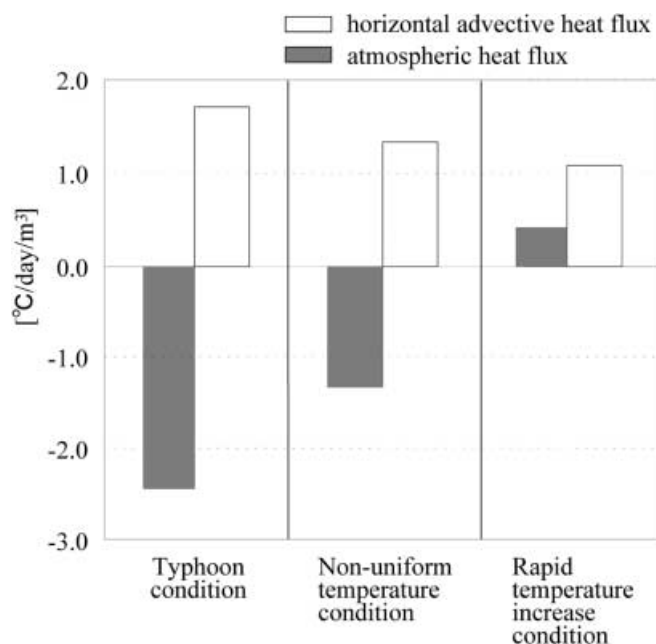 horizontal advective heat flux
atmospheric heat flux
2.0
1.0
0.0
-1.0
-2.0
-3.0
[℃/day/m³]
Typhoon
condition
Non-uniform
temperature
condition
Rapid
temperature
increase
condition